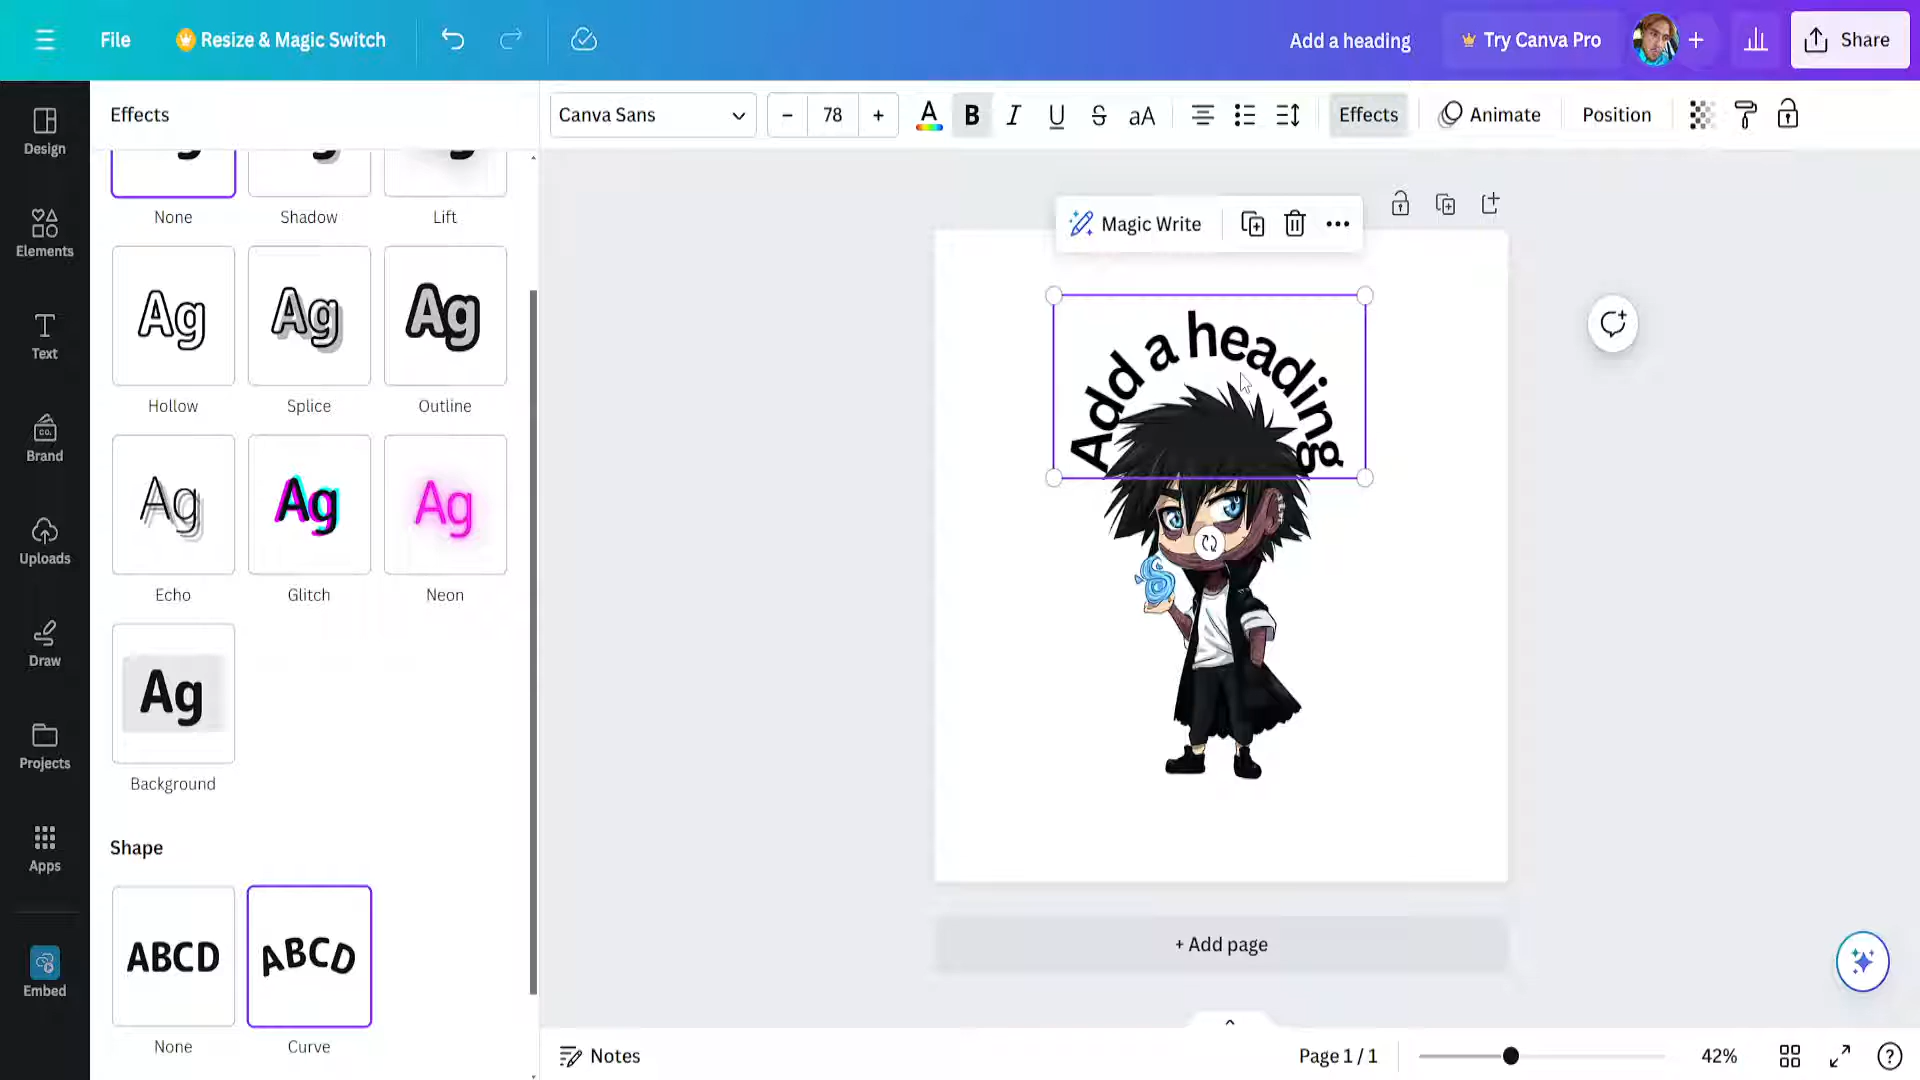 File
Resize & Magic Switch
Add a heading
Try Canva Pro
Share
Design
Elements
Text
Brand
CO.
Uploads
Draw
Projects
Apps
Embed
Effects
None
Shadow
Lift
Ag
Ag
Ag
Hollow
Splice
Outline
Ag
Ag
Ag
Echo
Glitch
Neon
Ag
Background
Shape
ABCD
ABCD
None
Curve
Canva Sans
78
A
B
I
U
S
aA
Effects
Animate
Position
Magic Write
Add a heading
+ Add page
Notes
Page 1 / 1
42%
?